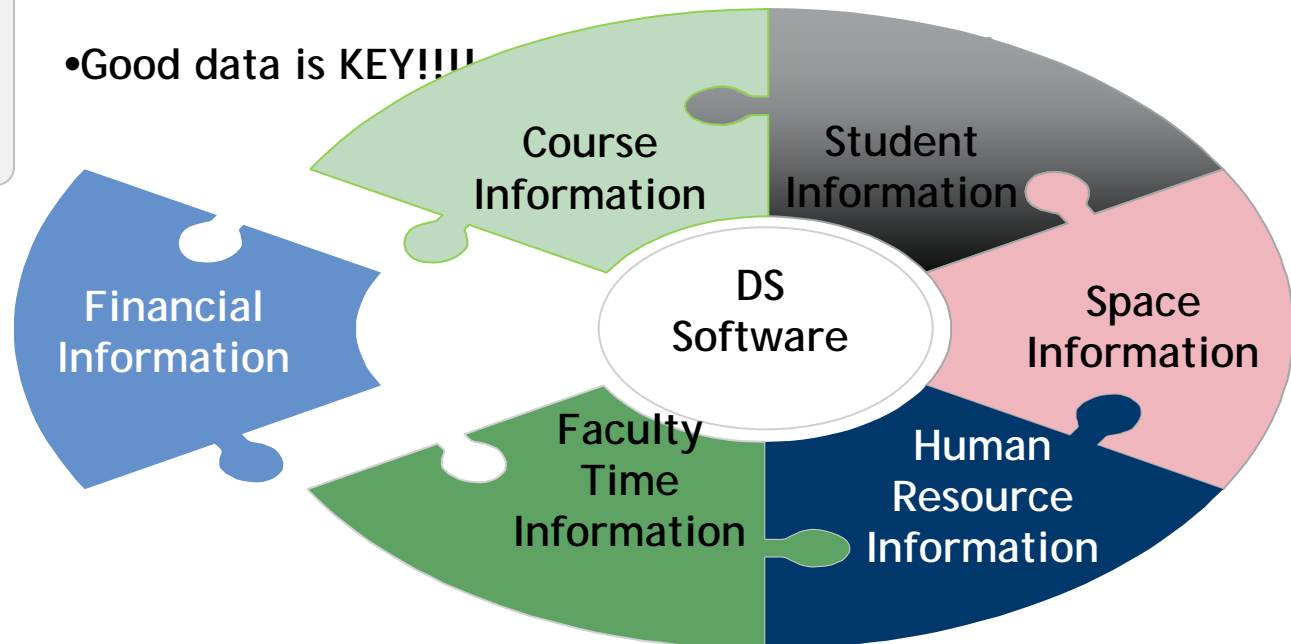 •Good data is KEY!!!!
Course
Information
Student
Information
Financial
Information
DS
Software
Space
Information
Faculty
Time
Information
Human
Resource
Information